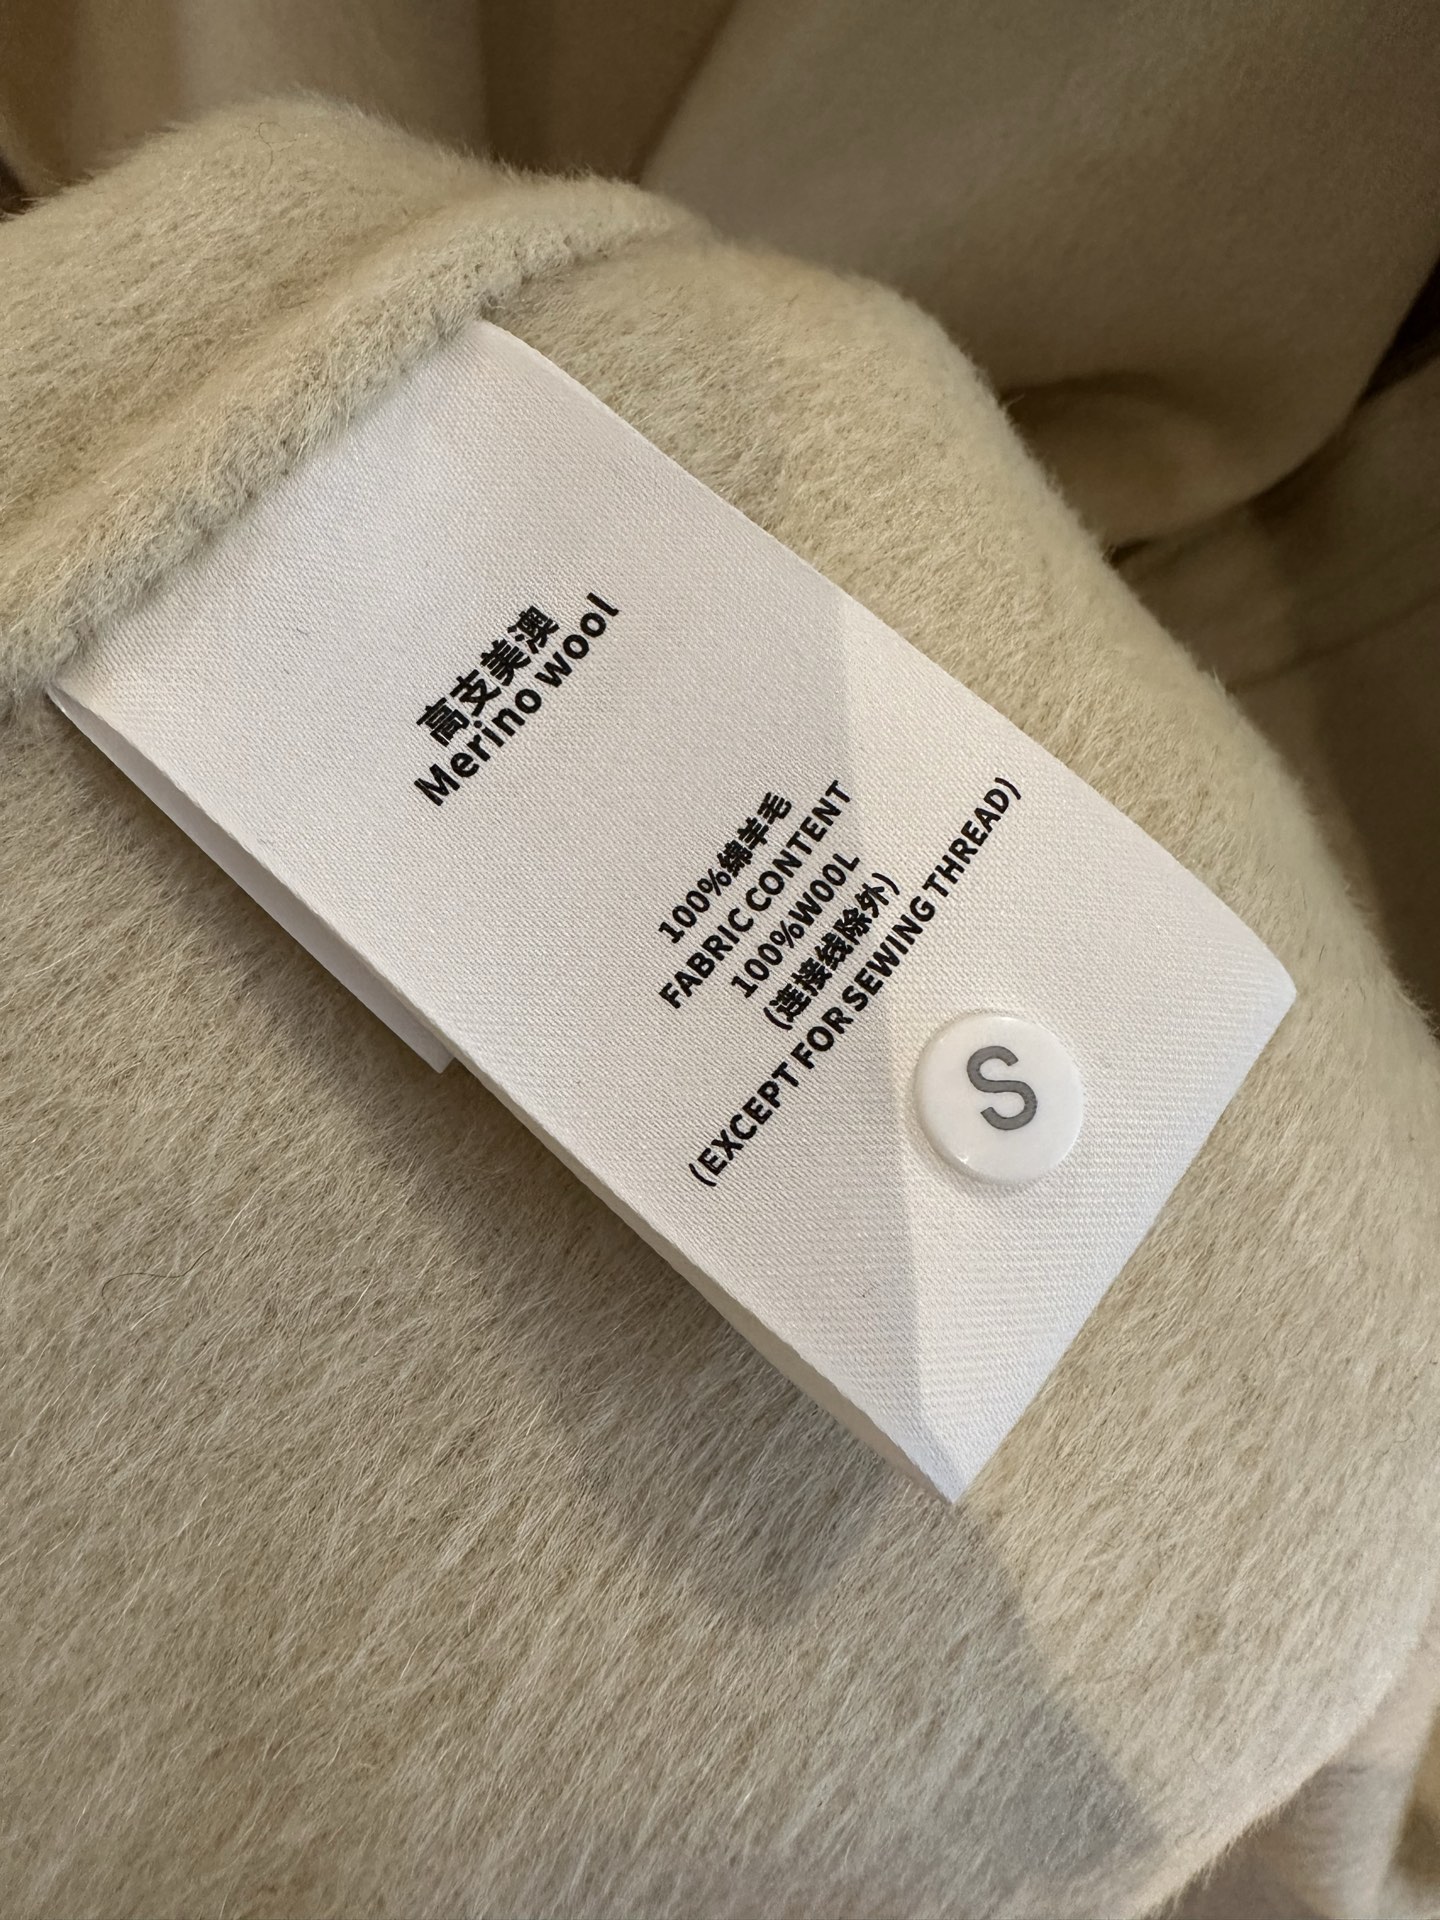 高支美澳
Merino wool
100%绵羊毛
FABRIC CONTENT
100%WOOL
(连接线除外)
(EXCEPT FOR SEWING THREAD)
S